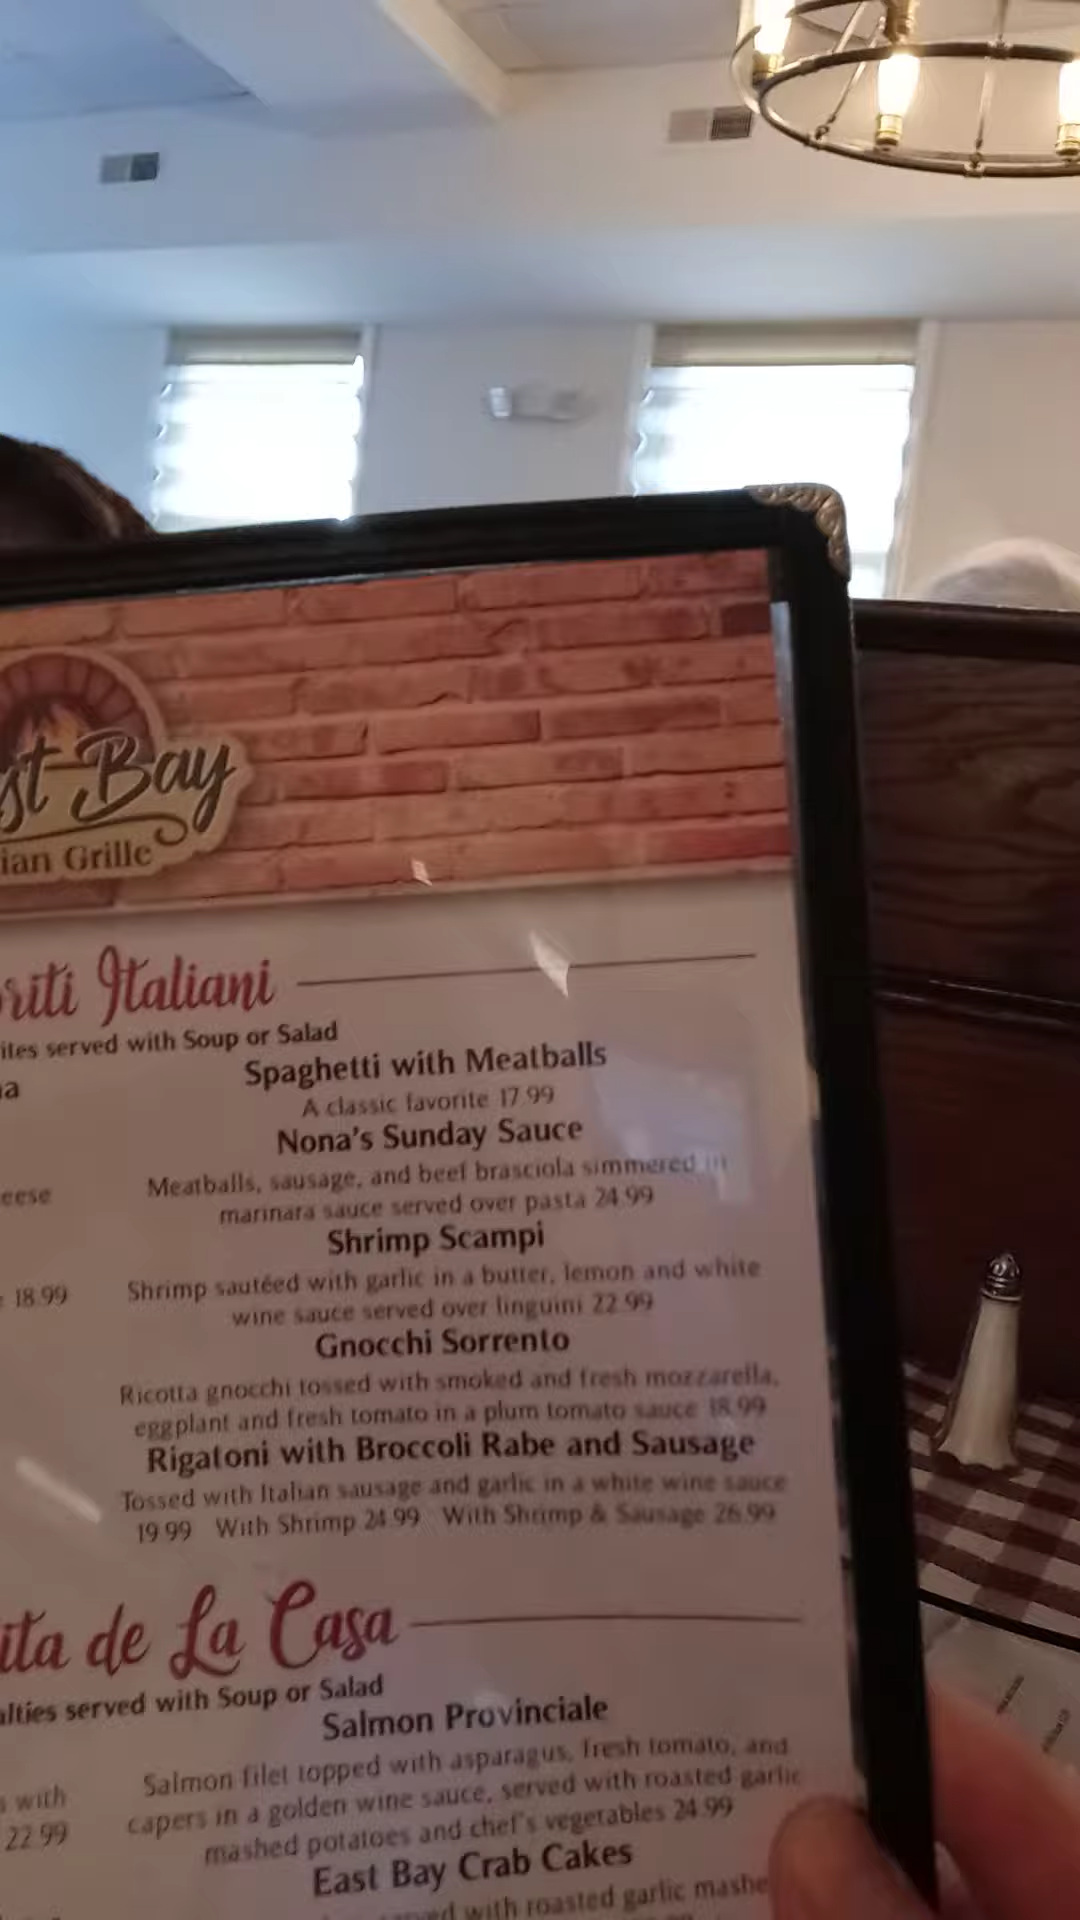 st Bay
ian Grille
riti Italiani
ites served with Soup or Salad
Spaghetti with Meatballs
na
A classic favorite 17.99
Nona's Sunday Sauce
Meatballs, sausage, and beef brasciola simmered in
eese
marinara sauce served over pasta 24.99
Shrimp Scampi
Shrimp sautéed with garlic in a butter, lemon and white
18.99
wine sauce served over linguini 22.99
Gnocchi Sorrento
Ricotta gnocchi tossed with smoked and fresh mozzarella,
eggplant and fresh tomato in a plum tomato sauce 18.99
Rigatoni with Broccoli Rabe and Sausage
Tossed with Italian sausage and garlic in a white wine sauce
19.99 With Shrimp 24.99 With Shrimp & Sausage 26.99
ita de La Casa
alties served with Soup or Salad
Salmon Provinciale
Salmon filet topped with asparagus, fresh tomato, and
s with
capers in a golden wine sauce, served with roasted garlic
22.99
mashed potatoes and chef's vegetables 24.99
East Bay Crab Cakes
served with roasted garlic mashe